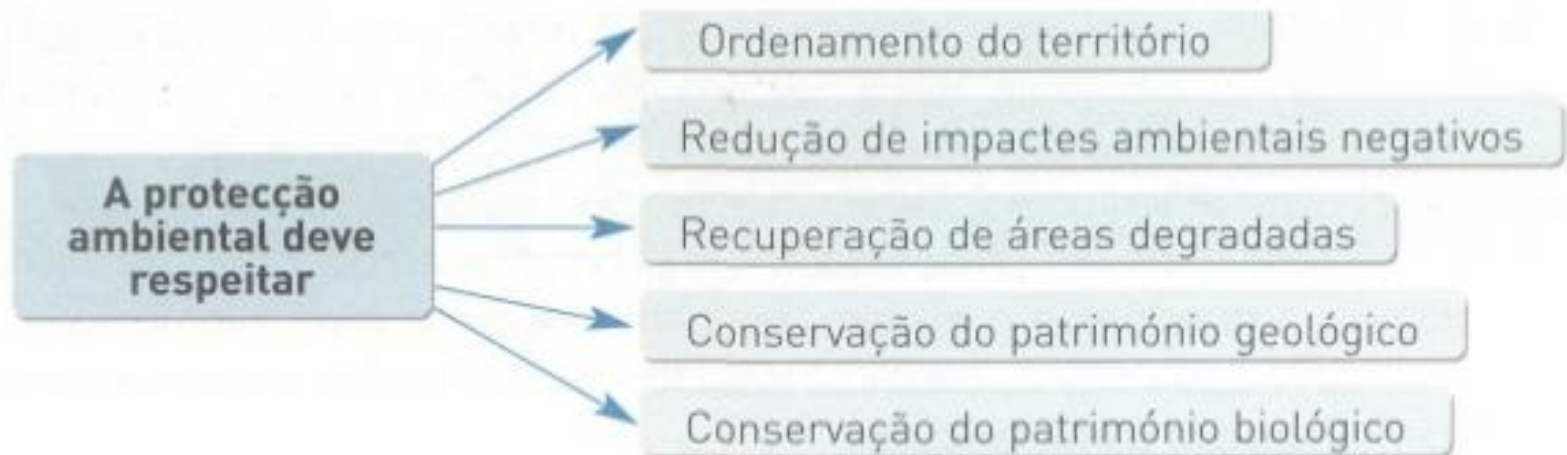 A protecção
ambiental deve
respeitar
Ordenamento do território
Redução de impactes ambientais negativos
Recuperação de áreas degradadas
Conservação do património geológico
Conservação do património biológico